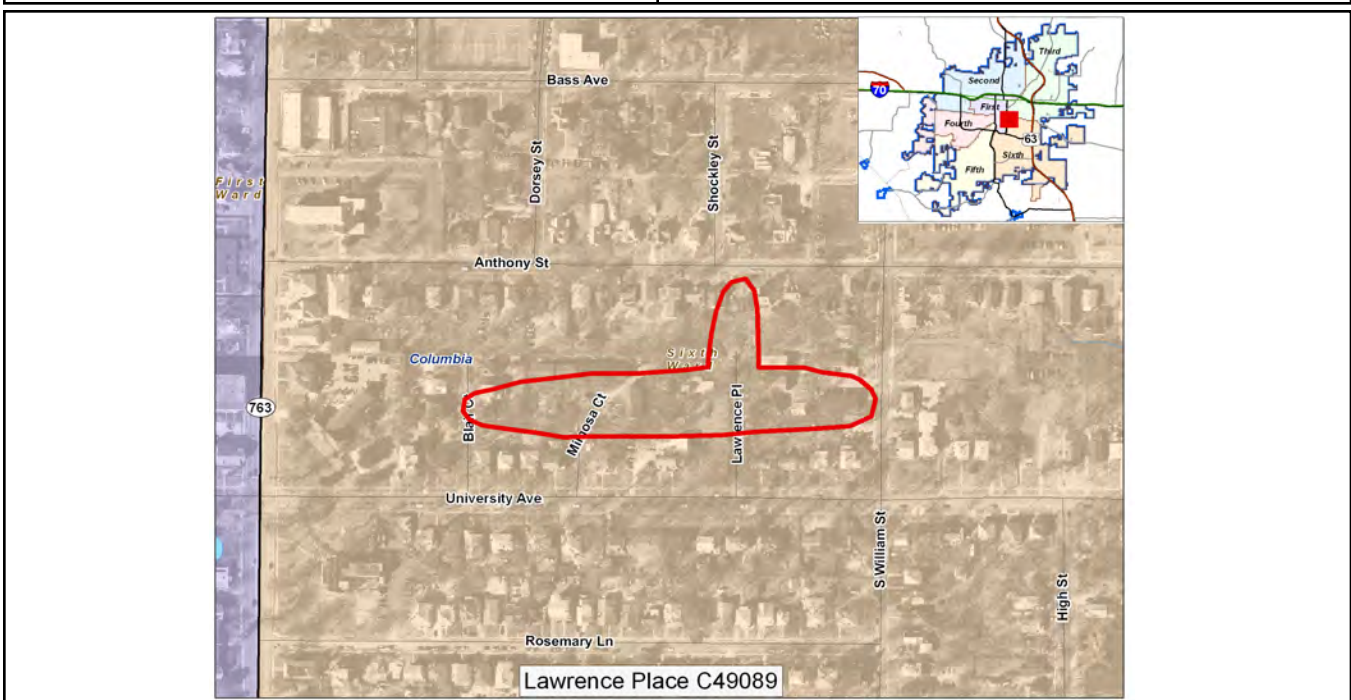 Third
Second
70
First
Fourth
63
Sixth
Fifth
Bass Ave
Dorsey St
Shockley St
First
Ward
Anthony St
Sixth
Columbia
763
Mimosa Ct
Lawrence Pl
University Ave
S William St
High St
Rosemary Ln
Lawrence Place C49089